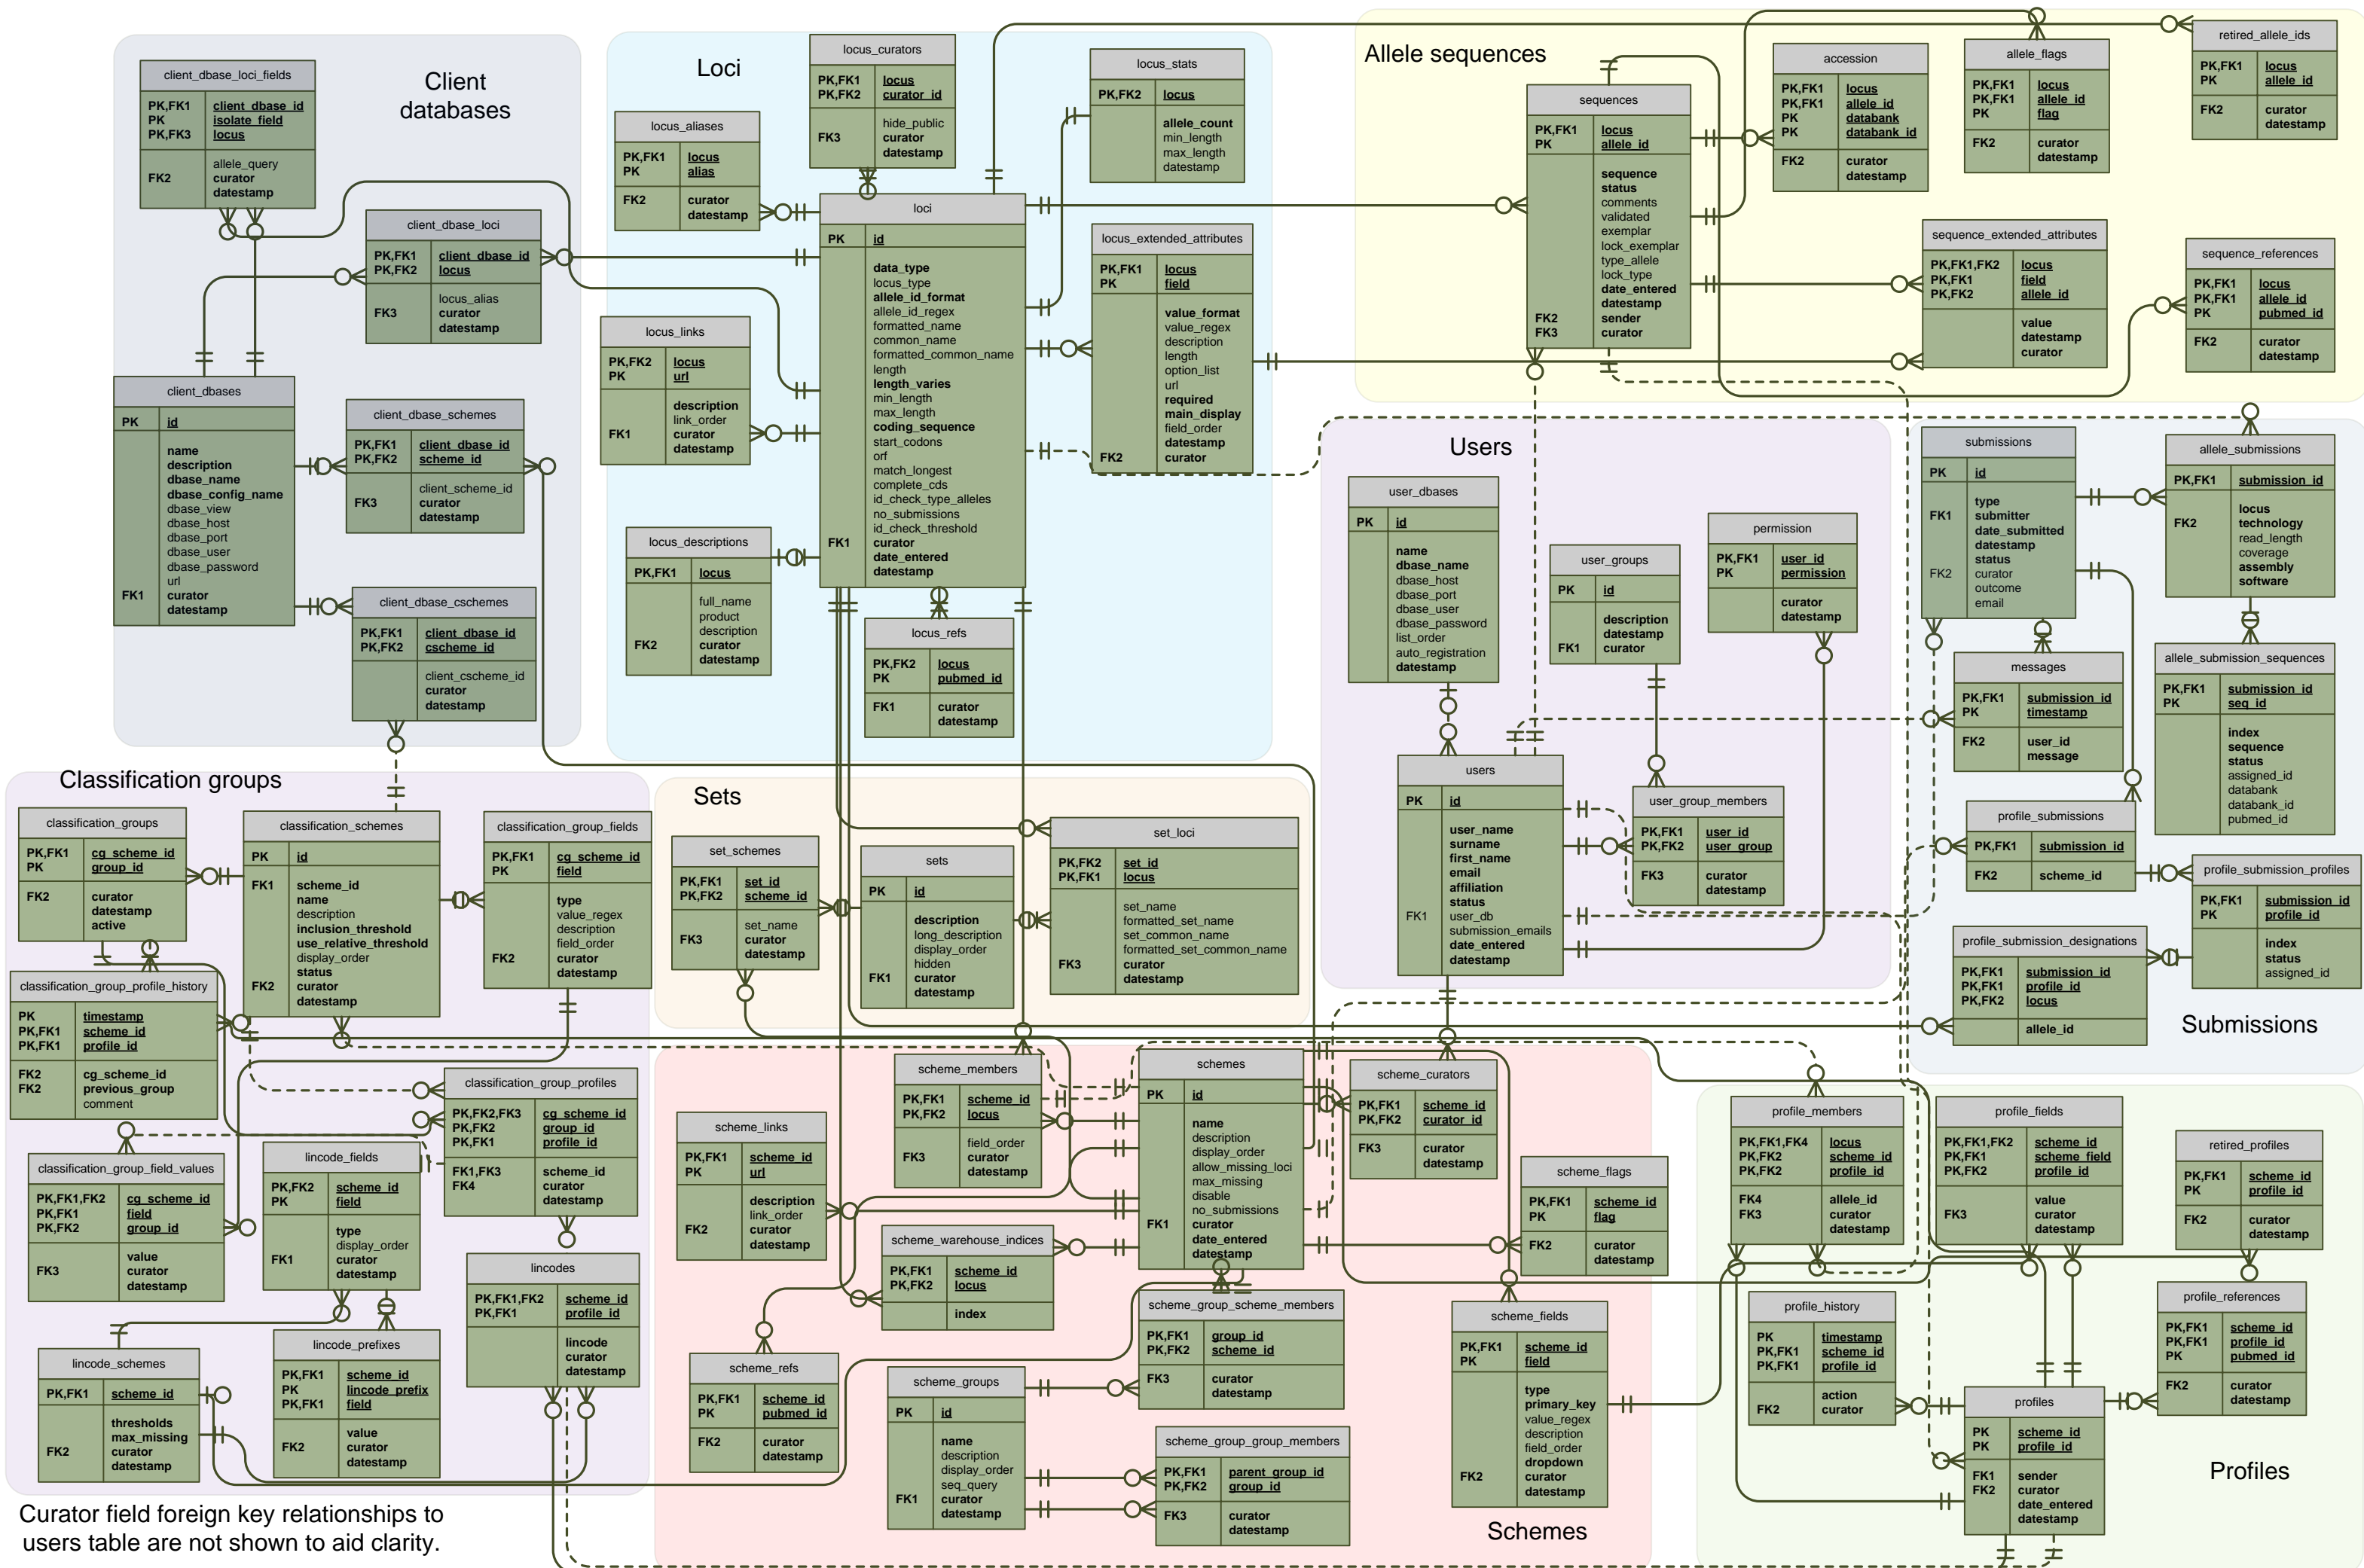 Client
databases
client_dbase_loci_fields
PK,FK1 client_dbase_id
PK isolate_field
PK,FK3 locus
allele_query
FK2 curator
datestamp
client_dbase_loci
PK,FK1 client_dbase_id
PK,FK2 locus
locus_alias
FK3 curator
datestamp
client_dbases
PK id
name
description
dbase_name
dbase_config_name
dbase_view
dbase_host
dbase_port
dbase_user
dbase_password
url
FK1 curator
datestamp
client_dbase_schemes
PK,FK1 client_dbase_id
PK,FK2 scheme_id
client_scheme_id
FK3 curator
datestamp
client_dbase_cschemes
PK,FK1 client_dbase_id
PK,FK2 cscheme_id
client_cscheme_id
curator
datestamp
Loci
locus_curators
PK,FK1 locus
PK,FK2 curator_id
hide_public
FK3 curator
datestamp
locus_stats
PK,FK2 locus
allele_count
min_length
max_length
datestamp
locus_aliases
PK,FK1 locus
PK alias
FK2 curator
datestamp
loci
PK id
data_type
locus_type
allele_id_format
allele_id_regex
formatted_name
common_name
formatted_common_name
length
length_varies
min_length
max_length
coding_sequence
start_codons
orf
match_longest
complete_cds
id_check_type_alleles
no_submissions
id_check_threshold
FK1 curator
date_entered
datestamp
locus_extended_attributes
PK,FK1 locus
PK field
value_format
value_regex
description
length
option_list
url
required
main_display
field_order
datestamp
FK2 curator
locus_links
PK,FK2 locus
PK url
description
link_order
FK1 curator
datestamp
locus_descriptions
PK,FK1 locus
full_name
product
description
FK2 curator
datestamp
locus_refs
PK,FK2 locus
PK pubmed_id
FK1 curator
datestamp
Allele sequences
sequences
PK,FK1 locus
PK allele_id
sequence
status
comments
validated
exemplar
lock_exemplar
type_allele
lock_type
date_entered
datestamp
FK2 sender
FK3 curator
accession
PK,FK1 locus
PK,FK1 allele_id
PK databank
PK databank_id
FK2 curator
datestamp
allele_flags
PK,FK1 locus
PK,FK1 allele_id
PK flag
FK2 curator
datestamp
retired_allele_ids
PK,FK1 locus
PK allele_id
FK2 curator
datestamp
sequence_extended_attributes
PK,FK1,FK2 locus
PK,FK1 field
PK,FK2 allele_id
value
datestamp
curator
sequence_references
PK,FK1 locus
PK,FK1 allele_id
PK pubmed_id
FK2 curator
datestamp
Users
user_dbases
PK id
name
dbase_name
dbase_host
dbase_port
dbase_user
dbase_password
list_order
auto_registration
datestamp
user_groups
PK id
description
datestamp
FK1 curator
permission
PK,FK1 user_id
PK permission
curator
datestamp
users
PK id
user_name
surname
first_name
email
affiliation
status
FK1 user_db
submission_emails
date_entered
datestamp
user_group_members
PK,FK1 user_id
PK,FK2 user_group
FK3 curator
datestamp
submissions
PK id
type
FK1 submitter
date_submitted
datestamp
status
FK2 curator
outcome
email
allele_submissions
PK,FK1 submission_id
locus
FK2 technology
read_length
coverage
assembly
software
messages
PK,FK1 submission_id
PK timestamp
FK2 user_id
message
allele_submission_sequences
PK,FK1 submission_id
PK seq_id
index
sequence
status
assigned_id
databank
databank_id
pubmed_id
profile_submissions
PK,FK1 submission_id
FK2 scheme_id
profile_submission_profiles
PK,FK1 submission_id
PK profile_id
index
status
assigned_id
profile_submission_designations
PK,FK1 submission_id
PK,FK1 profile_id
PK,FK2 locus
allele_id
Submissions
Classification groups
classification_groups
PK,FK1 cg_scheme_id
PK group_id
FK2 curator
datestamp
active
classification_schemes
PK id
FK1 scheme_id
name
description
inclusion_threshold
use_relative_threshold
display_order
status
FK2 curator
datestamp
classification_group_fields
PK,FK1 cg_scheme_id
PK field
type
value_regex
description
field_order
FK2 curator
datestamp
classification_group_profile_history
PK timestamp
PK,FK1 scheme_id
PK,FK1 profile_id
FK2 cg_scheme_id
FK2 previous_group
comment
classification_group_profiles
PK,FK2,FK3 cg_scheme_id
PK,FK2 group_id
PK,FK1 profile_id
FK1,FK3 scheme_id
FK4 curator
datestamp
classification_group_field_values
PK,FK1,FK2 cg_scheme_id
PK,FK1 field
PK,FK2 group_id
value
FK3 curator
datestamp
lincode_fields
PK,FK2 scheme_id
PK field
type
display_order
FK1 curator
datestamp
lincodes
PK,FK1,FK2 scheme_id
PK,FK1 profile_id
lincode
curator
datestamp
lincode_schemes
PK,FK1 scheme_id
thresholds
max_missing
FK2 curator
datestamp
lincode_prefixes
PK,FK1 scheme_id
PK lincode_prefix
PK,FK1 field
value
FK2 curator
datestamp
Curator field foreign key relationships to
users table are not shown to aid clarity.
Sets
set_schemes
PK,FK1 set_id
PK,FK2 scheme_id
set_name
FK3 curator
datestamp
sets
PK id
description
long_description
display_order
hidden
FK1 curator
datestamp
set_loci
PK,FK2 set_id
PK,FK1 locus
set_name
formatted_set_name
set_common_name
formatted_set_common_name
FK3 curator
datestamp
scheme_members
PK,FK1 scheme_id
PK,FK2 locus
field_order
FK3 curator
datestamp
schemes
PK id
name
description
display_order
allow_missing_loci
max_missing
disable
no_submissions
FK1 curator
date_entered
datestamp
scheme_curators
PK,FK1 scheme_id
PK,FK2 curator_id
FK3 curator
datestamp
scheme_links
PK,FK1 scheme_id
PK url
description
link_order
FK2 curator
datestamp
scheme_flags
PK,FK1 scheme_id
PK flag
FK2 curator
datestamp
scheme_warehouse_indices
PK,FK1 scheme_id
PK,FK2 locus
index
scheme_group_scheme_members
PK,FK1 group_id
PK,FK2 scheme_id
FK3 curator
datestamp
scheme_fields
PK,FK1 scheme_id
PK field
type
primary_key
value_regex
description
field_order
dropdown
FK2 curator
datestamp
scheme_refs
PK,FK1 scheme_id
PK pubmed_id
FK2 curator
datestamp
scheme_groups
PK id
name
description
display_order
seq_query
FK1 curator
datestamp
scheme_group_group_members
PK,FK1 parent_group_id
PK,FK2 group_id
FK3 curator
datestamp
Schemes
profile_members
PK,FK1,FK4 locus
PK,FK2 scheme_id
PK,FK2 profile_id
FK4 allele_id
FK3 curator
datestamp
profile_fields
PK,FK1,FK2 scheme_id
PK,FK1 scheme_field
PK,FK2 profile_id
value
FK3 curator
datestamp
retired_profiles
PK,FK1 scheme_id
PK profile_id
FK2 curator
datestamp
profile_history
PK timestamp
PK,FK1 scheme_id
PK,FK1 profile_id
action
FK2 curator
profile_references
PK,FK1 scheme_id
PK,FK1 profile_id
PK pubmed_id
FK2 curator
datestamp
profiles
PK scheme_id
PK profile_id
FK1 sender
FK2 curator
date_entered
datestamp
Profiles